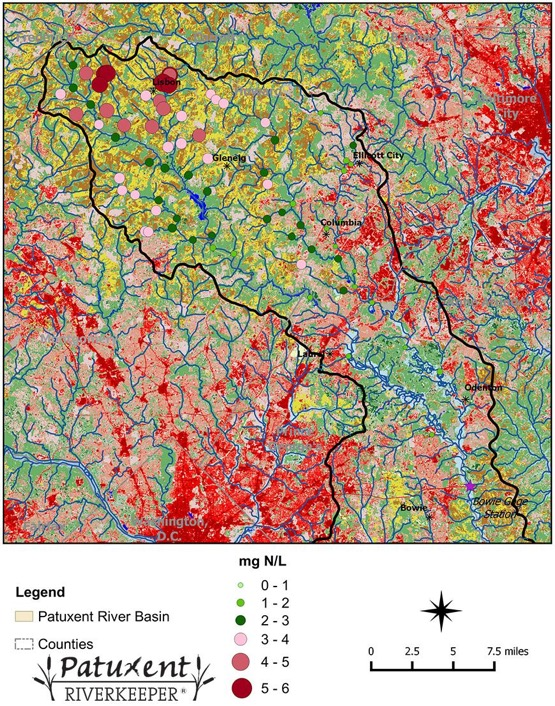 Lisbon
timore
City
Glenelg
Ellicott City
Columbia
Laurel
Odenton
Bowie
Bowie Gage
Station
Washington
D.C.
mg N/L
0 - 1
1 - 2
2 - 3
3 - 4
4 - 5
5 - 6
Legend
Patuxent River Basin
Counties
Patuxent
RIVERKEEPER®
0 2.5 5 7.5 miles